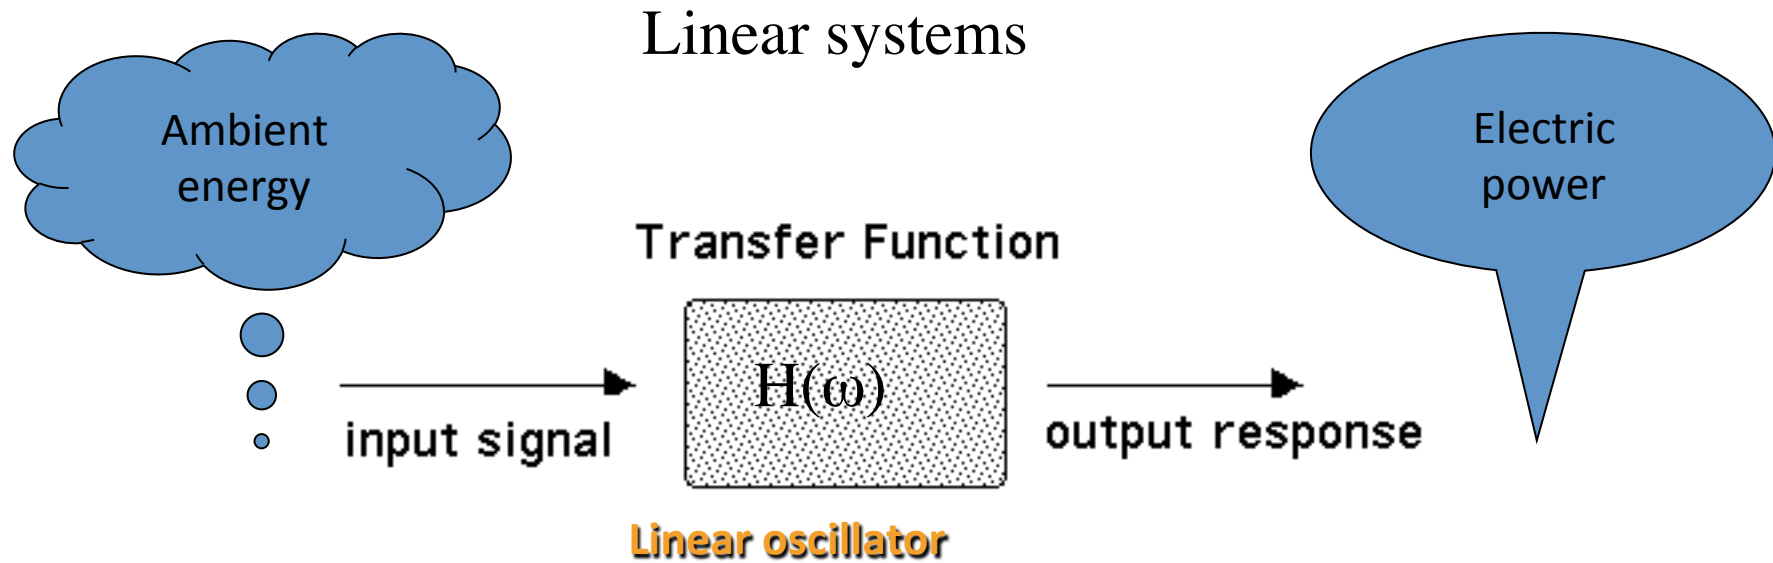 Linear systems
Ambient
energy
Electric
power
Transfer Function
H(ω)
input signal
output response
Linear oscillator